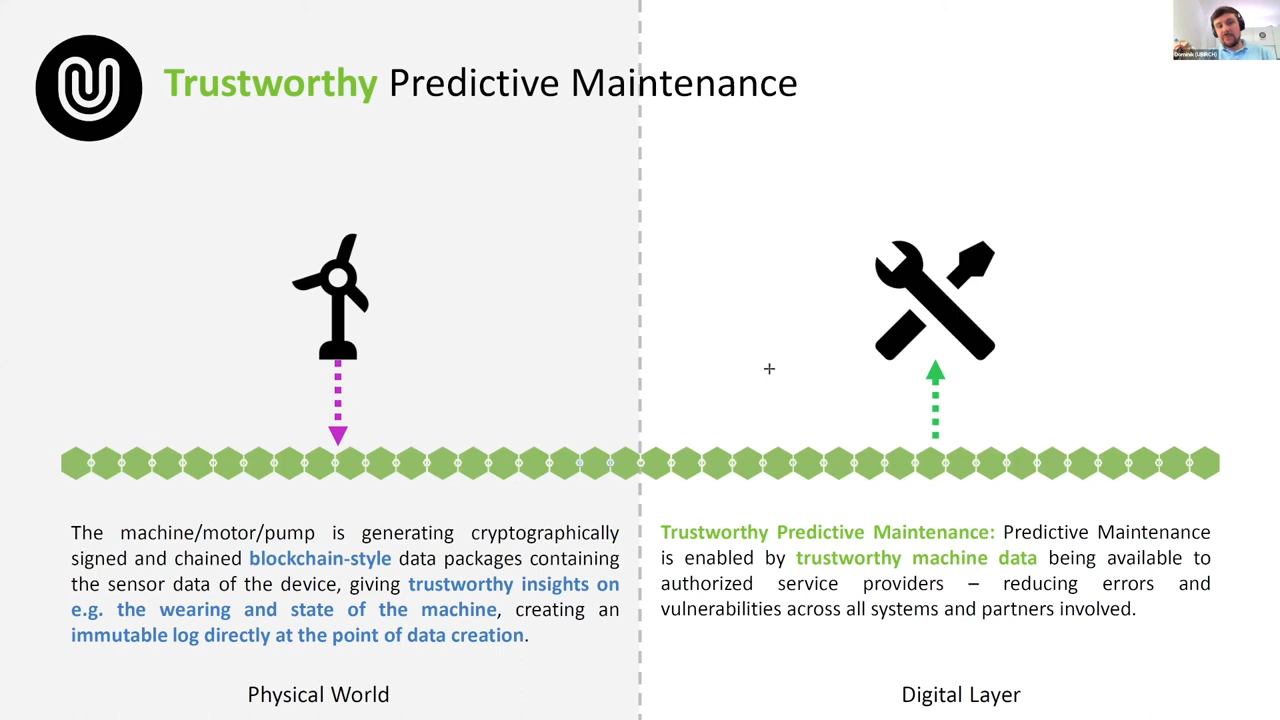 Dominik (UBIRCH)
Trustworthy Predictive Maintenance
The machine/motor/pump is generating cryptographically
signed and chained blockchain-style data packages containing
the sensor data of the device, giving trustworthy insights on
e.g. the wearing and state of the machine, creating an
immutable log directly at the point of data creation.
Trustworthy Predictive Maintenance: Predictive Maintenance
is enabled by trustworthy machine data being available to
authorized service providers – reducing errors and
vulnerabilities across all systems and partners involved.
Physical World
Digital Layer